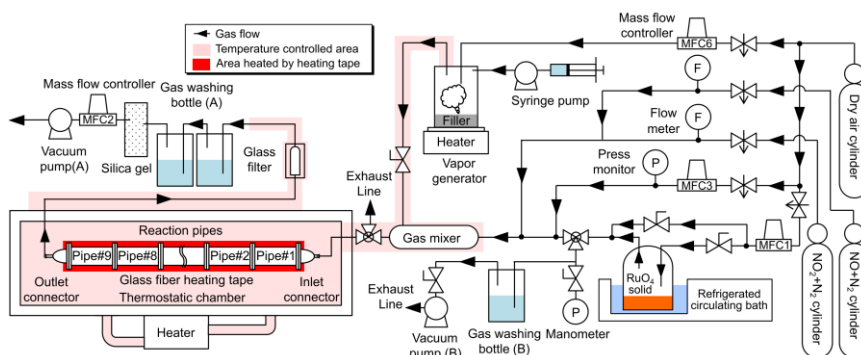 Gas flow
Temperature controlled area
Area heated by heating tape
Mass flow controller
MFC2
Gas washing
bottle (A)
Vacuum
pump(A)
Silica gel
Glass
filter
Exhaust
Line
Filler
Heater
Vapor
generator
Syringe pump
Mass flow
controller
MFC6
F
Flow
meter
F
Press
monitor
P
MFC3
MFC1
Dry air cylinder
NO₂+N₂ cylinder
NO+N₂ cylinder
Reaction pipes
Pipe#9
Pipe#8
Pipe#2
Pipe#1
Glass fiber heating tape
Outlet
connector
Thermostatic chamber
Inlet
connector
Heater
Gas mixer
Exhaust
Line
Vacuum
pump (B)
Gas washing
bottle (B)
P
Manometer
RuO₄
solid
Refrigerated
circulating bath